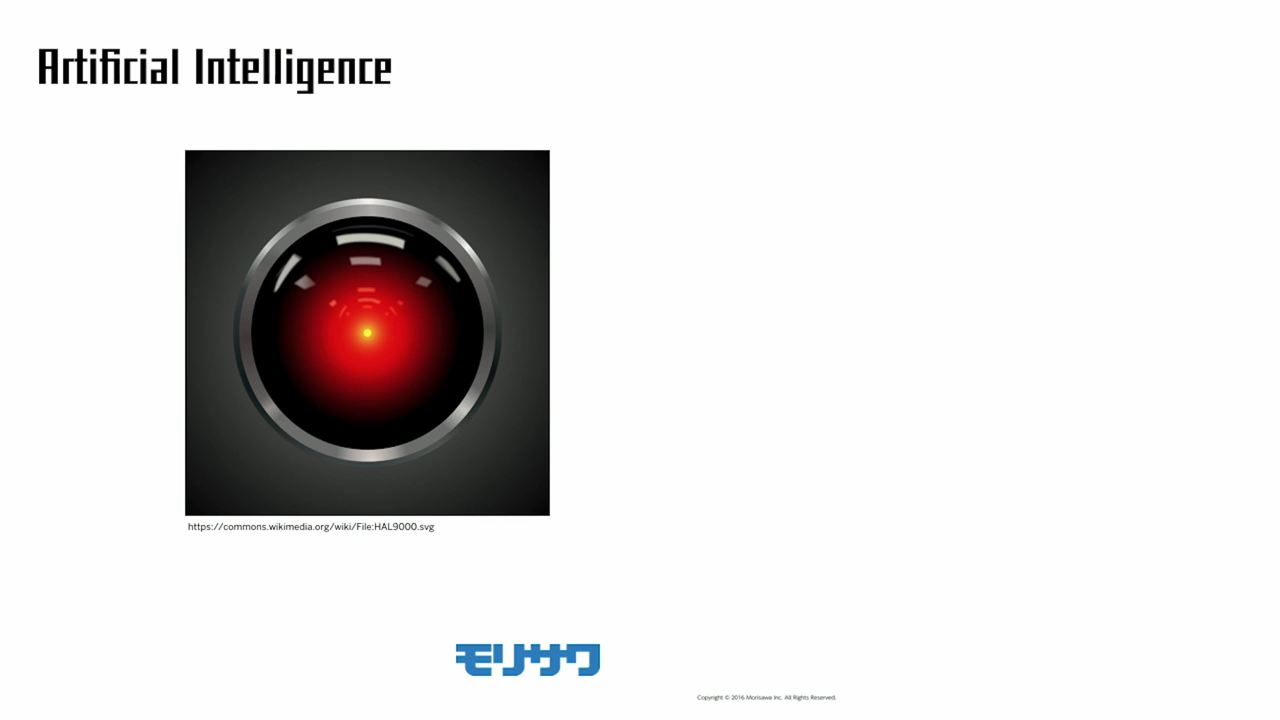 Artificial Intelligence
https://commons.wikimedia.org/wiki/File:HAL9000.svg
モリサワ
Copyright © 2016 Morisawa Inc. All Rights Reserved.